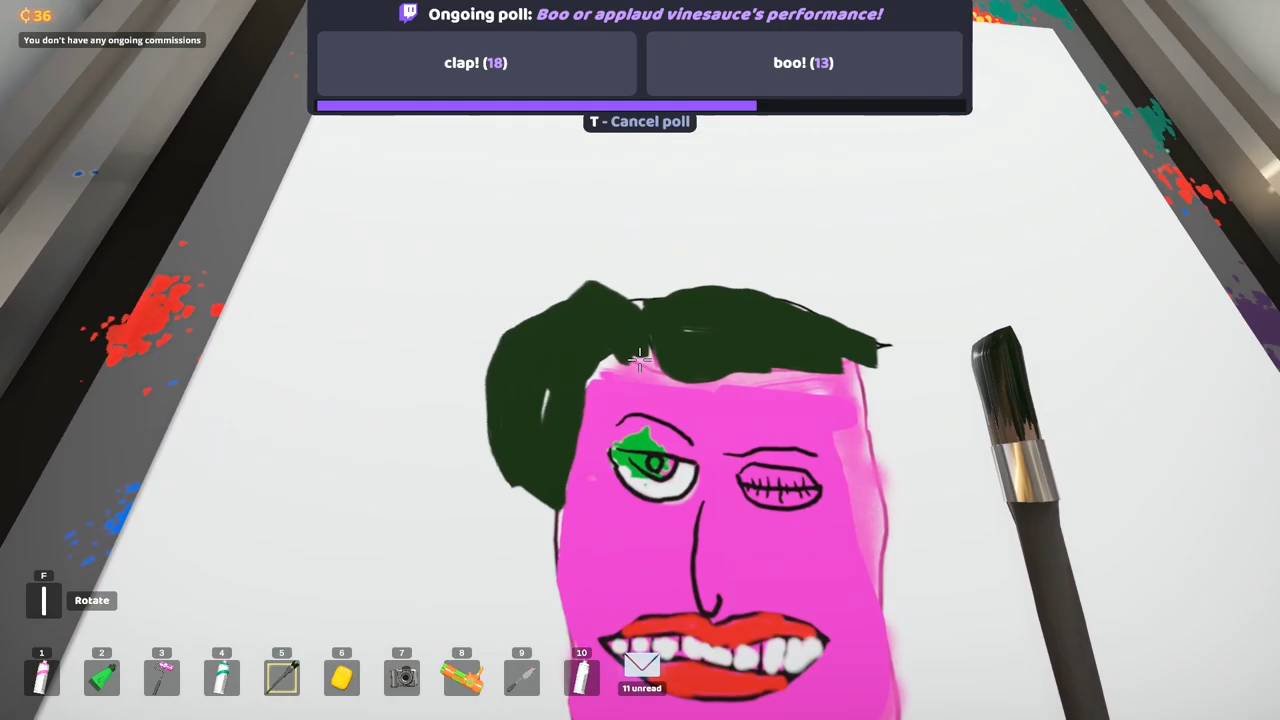 36
You don't have any ongoing commissions
Ongoing poll: Boo or applaud vinesauce's performance!
clap! (18)
boo! (13)
T - Cancel poll
F
Rotate
1
2
3
4
5
6
7
8
9
10
11 unread